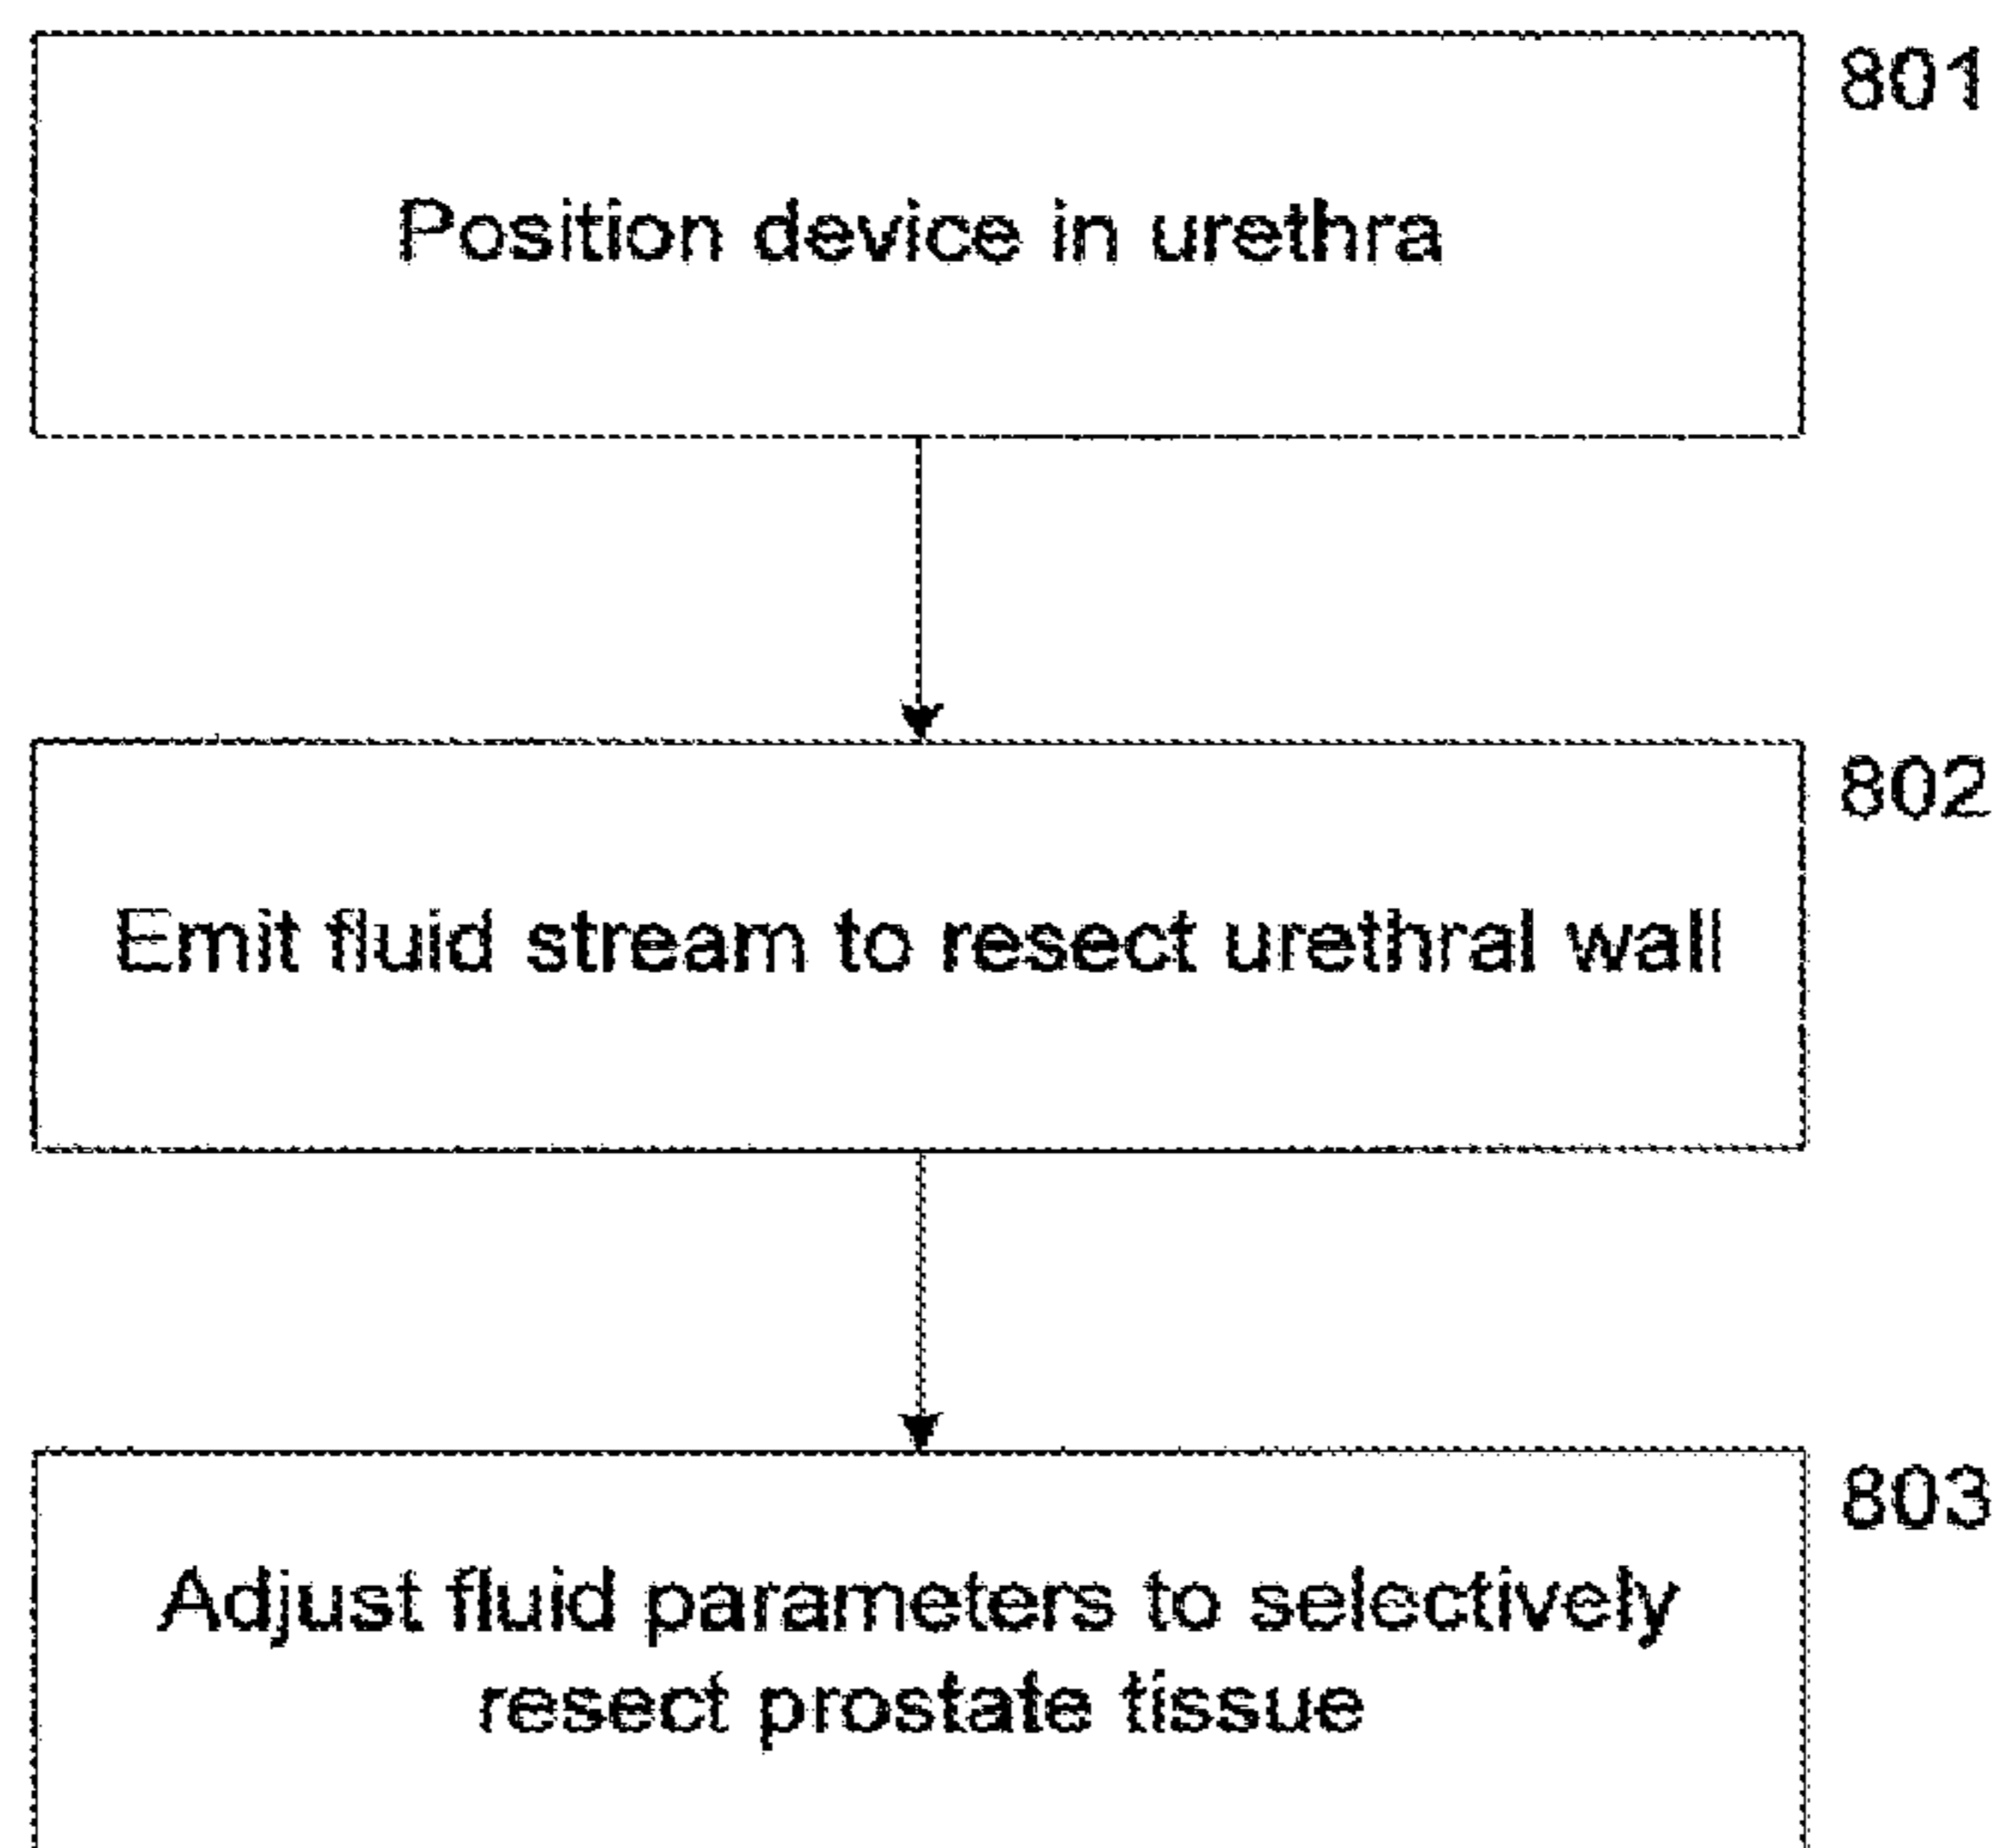 801
Position device in urethra
802
Emit fluid stream to resect urethral wall
803
Adjust fluid parameters to selectively
resect prostate tissue